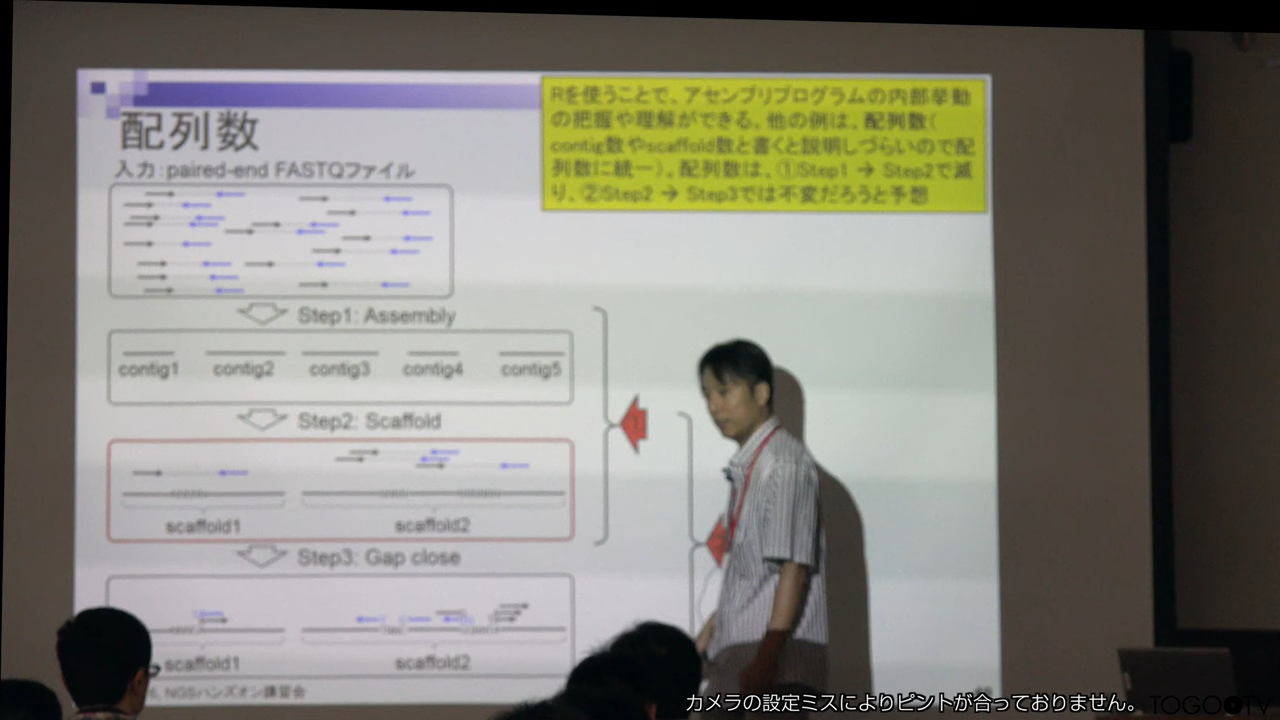 配列数
入力:paired-end FASTQファイル
Rを使うことで、アセンブリプログラムの内部挙動
の把握や理解ができる。他の例は、配列数(
contig数やscaffold数と書くと説明しづらいので配
列数に統一)。配列数は、①Step1 → Step2で減
り、②Step2 → Step3では不変だろうと予想
Step1: Assembly
contig1 contig2 contig3 contig4 contig5
Step2: Scaffold
①
scaffold1 scaffold2
Step3: Gap close
scaffold1 scaffold2
6, NGSハンズオン講習会
カメラの設定ミスによりピントが合っておりません。
TOGOTV